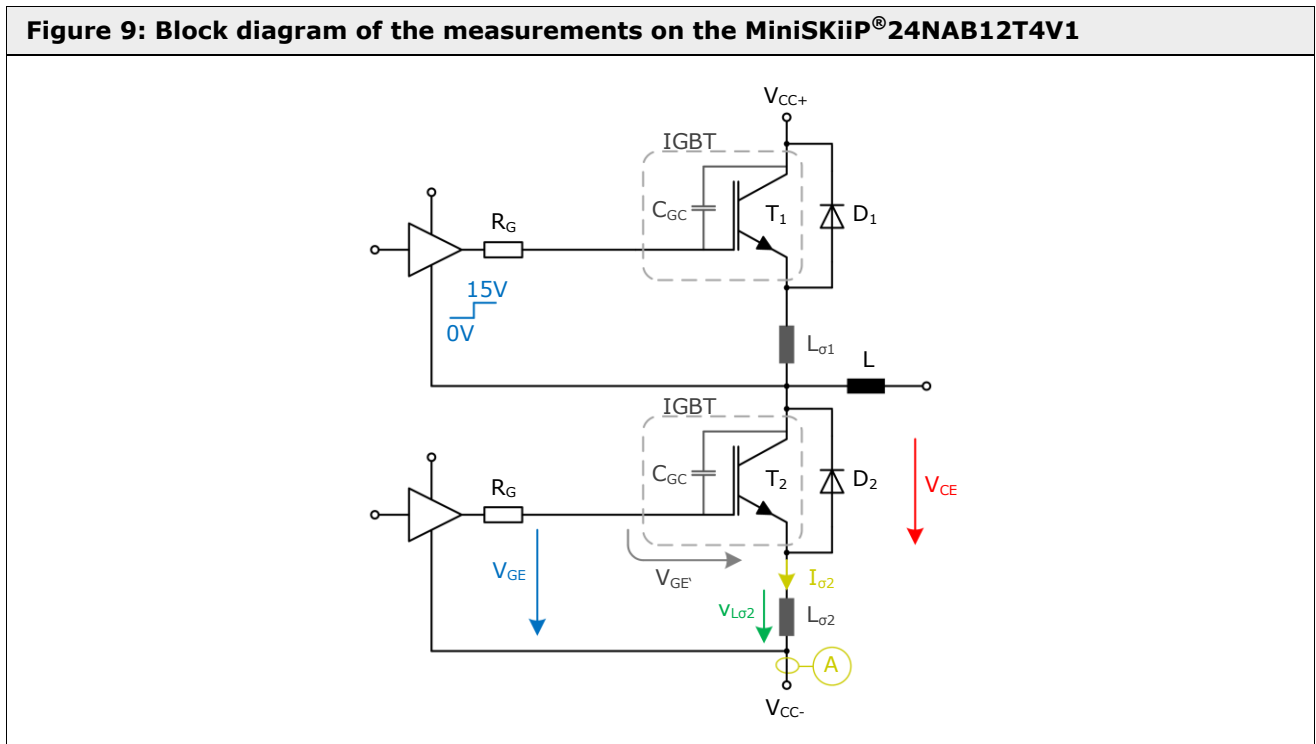 Figure 9: Block diagram of the measurements on the MiniSKiiP®24NAB12T4V1
VCC+
IGBT
CGC
T1
D1
RG
15V
0V
Lσ1
L
IGBT
CGC
T2
D2
RG
VCE
VGE
VGE‘
Iσ2
vLσ2
Lσ2
A
VCC-